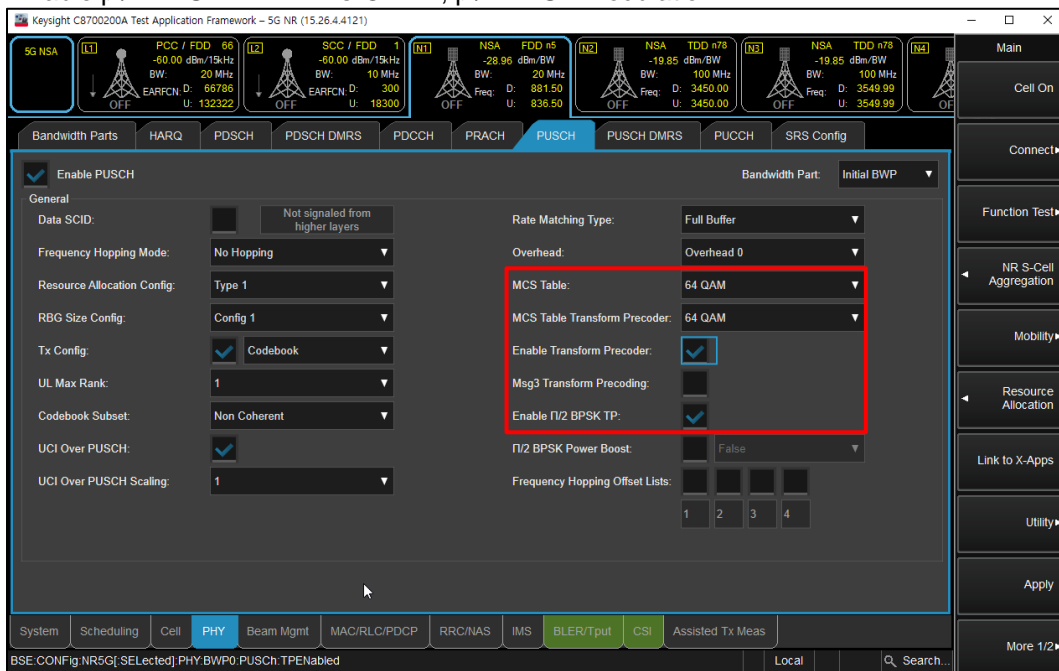 Keysight C8700200A Test Application Framework – 5G NR (15.26.4.4121)
5G NSA
L1
PCC / FDD 66
-60.00 dBm/15kHz
BW: 20 MHz
EARFCN: D: 66786
U: 132322
OFF
L2
SCC / FDD 1
-60.00 dBm/15kHz
BW: 10 MHz
EARFCN: D: 300
U: 18300
OFF
N1
NSA FDD n5
-28.96 dBm/BW
BW: 20 MHz
Freq: D: 881.50
U: 836.50
OFF
N2
NSA TDD n78
-19.85 dBm/BW
BW: 100 MHz
Freq: D: 3450.00
U: 3450.00
OFF
N3
NSA TDD n78
-19.85 dBm/BW
BW: 100 MHz
Freq: D: 3549.99
U: 3549.99
OFF
N4
OF
Bandwidth Parts HARQ PDSCH PDSCH DMRS PDCCH PRACH PUSCH PUSCH DMRS PUCCH SRS Config
Enable PUSCH
Bandwidth Part: Initial BWP
General
Data SCID: Not signaled from
higher layers
Rate Matching Type: Full Buffer
Frequency Hopping Mode: No Hopping
Overhead: Overhead 0
Resource Allocation Config: Type 1
MCS Table: 64 QAM
RBG Size Config: Config 1
MCS Table Transform Precoder: 64 QAM
Tx Config: Codebook
Enable Transform Precoder:
UL Max Rank: 1
Msg3 Transform Precoding:
Codebook Subset: Non Coherent
Enable Π/2 BPSK TP:
UCI Over PUSCH:
Π/2 BPSK Power Boost: False
UCI Over PUSCH Scaling: 1
Frequency Hopping Offset Lists:
1 2 3 4
Main
Cell On
Connect
Function Test
NR S-Cell
Aggregation
Mobility
Resource
Allocation
Link to X-Apps
Utility
Apply
More 1/2
System Scheduling Cell PHY Beam Mgmt MAC/RLC/PDCP RRC/NAS IMS BLER/Tput CSI Assisted Tx Meas
BSE:CONFig:NR5G[:SELected]:PHY:BWP0:PUSCh:TPENabled
Local
Search...